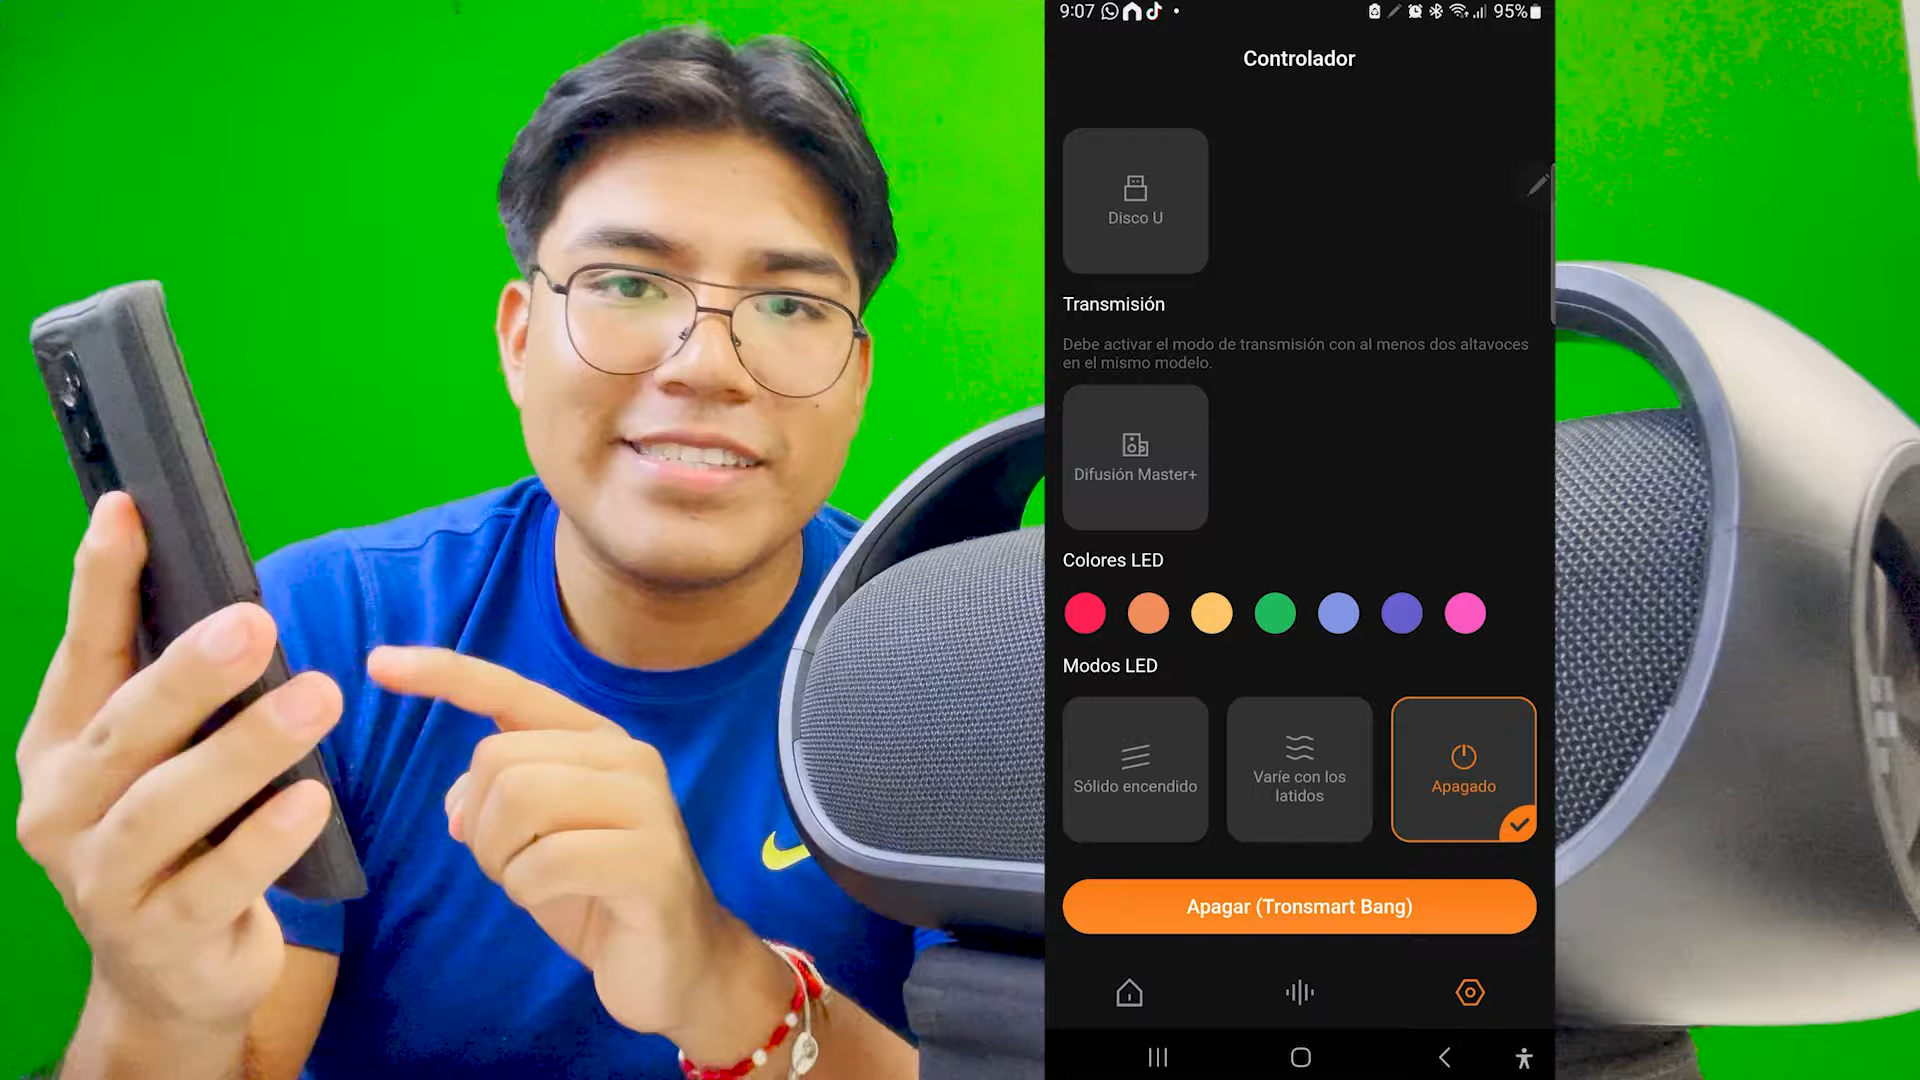 9:07
95%
Controlador
Disco U
Transmisión
Debe activar el modo de transmisión con al menos dos altavoces
en el mismo modelo.
Difusión Master+
Colores LED
Modos LED
Sólido encendido
Varíe con los
latidos
Apagado
Apagar (Tronsmart Bang)